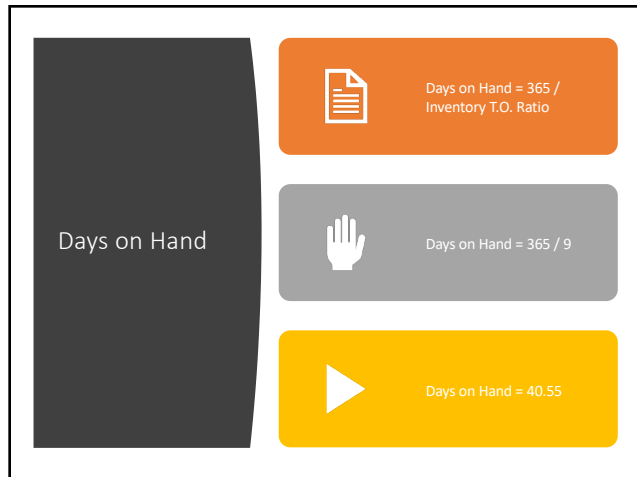 Days on Hand
Days on Hand = 365 /
Inventory T.O. Ratio
Days on Hand = 365 / 9
Days on Hand = 40.55